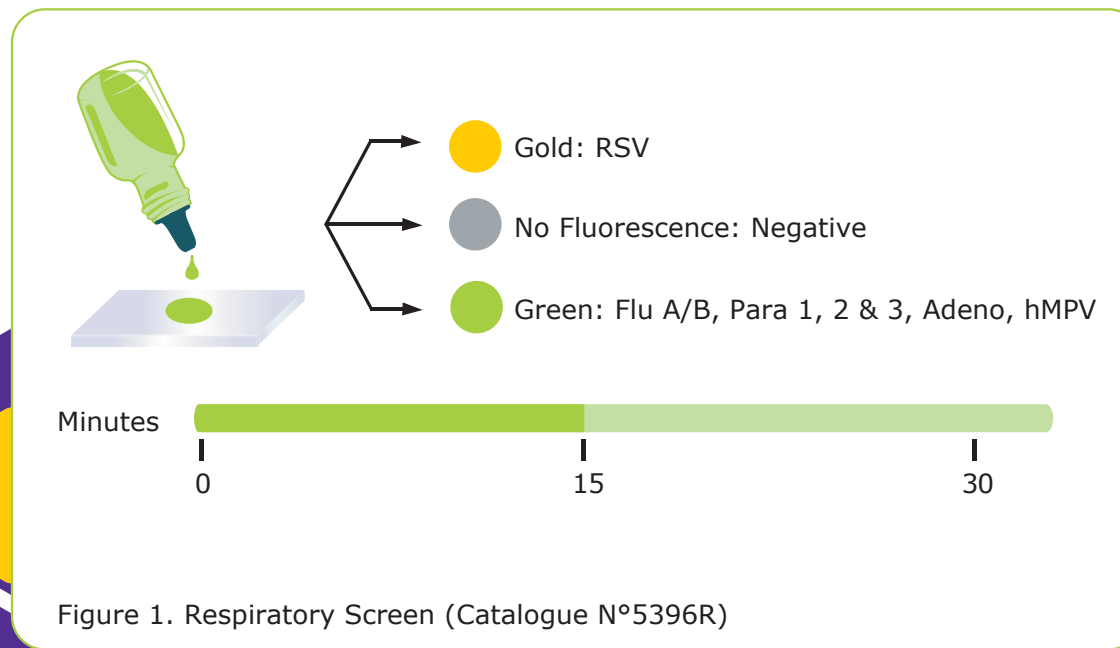 Gold: RSV
No Fluorescence: Negative
Green: Flu A/B, Para 1, 2 & 3, Adeno, hMPV
Minutes
0
15
30
Figure 1. Respiratory Screen (Catalogue N°5396R)